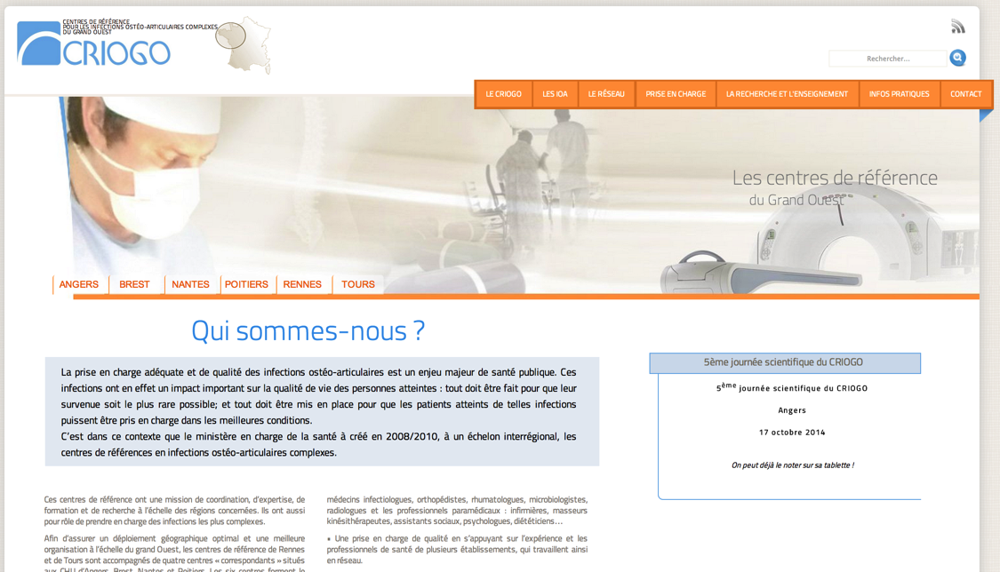 CENTRES DE RÉFÉRENCE
POUR LES INFECTIONS OSTÉO-ARTICULAIRES COMPLEXES
DU GRAND OUEST
CRIOGO
Rechercher...
LE CRIOGO
LES IOA
LE RÉSEAU
PRISE EN CHARGE
LA RECHERCHE ET L'ENSEIGNEMENT
INFOS PRATIQUES
CONTACT
Les centres de référence
du Grand Ouest
ANGERS
BREST
NANTES
POITIERS
RENNES
TOURS
Qui sommes-nous ?
La prise en charge adéquate et de qualité des infections ostéo-articulaires est un enjeu majeur de santé publique. Ces
infections ont en effet un impact important sur la qualité de vie des personnes atteintes : tout doit être fait pour que leur
survenue soit le plus rare possible; et tout doit être mis en place pour que les patients atteints de telles infections
puissent être pris en charge dans les meilleures conditions.
C'est dans ce contexte que le ministère en charge de la santé à créé en 2008/2010, à un échelon interrégional, les
centres de références en infections ostéo-articulaires complexes.
Ces centres de référence ont une mission de coordination, d'expertise, de
formation et de recherche à l'échelle des régions concernées. Ils ont aussi
pour rôle de prendre en charge des infections les plus complexes.
Afin d'assurer un déploiement géographique optimal et une meilleure
organisation à l'échelle du grand Ouest, les centres de référence de Rennes
et de Tours sont accompagnés de quatre centres « correspondants » situés
aux CHU d'Angers, Brest, Nantes et Poitiers. Les six centres forment le
médecins infectiologues, orthopédistes, rhumatologues, microbiologistes,
radiologues et les professionnels paramédicaux : infirmières, masseurs
kinésithérapeutes, assistants sociaux, psychologues, diététiciens...
• Une prise en charge de qualité en s'appuyant sur l'expérience et les
professionnels de santé de plusieurs établissements, qui travaillent ainsi
en réseau.
5ème journée scientifique du CRIOGO
5ème journée scientifique du CRIOGO
Angers
17 octobre 2014
On peut déjà le noter sur sa tablette !